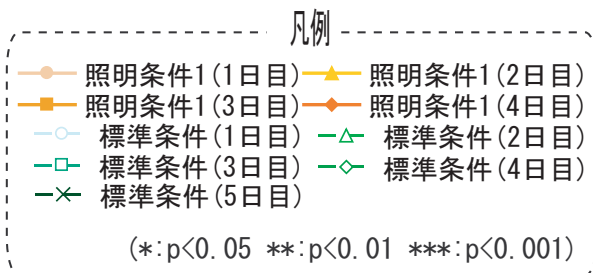 凡例
照明条件1(1日目) 照明条件1(2日目)
照明条件1(3日目) 照明条件1(4日目)
標準条件(1日目) 標準条件(2日目)
標準条件(3日目) 標準条件(4日目)
標準条件(5日目)
(*:p<0.05 **:p<0.01 ***:p<0.001)